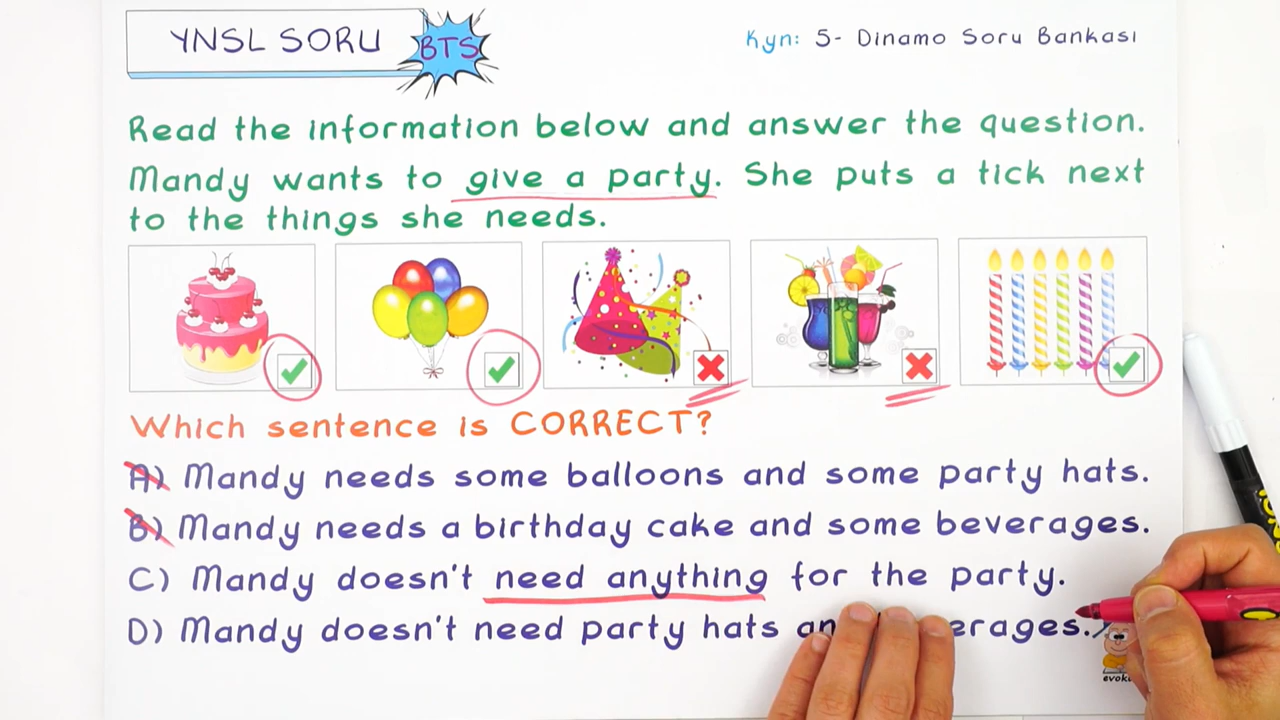 YNSL SORU
BTS
Kyn: 5- Dinamo Soru Bankası
Read the information below and answer the question.
Mandy wants to give a party. She puts a tick next
to the things she needs.
Which sentence is CORRECT?
A) Mandy needs some balloons and some party hats.
B) Mandy needs a birthday cake and some beverages.
C) Mandy doesn't need anything for the party.
D) Mandy doesn't need party hats